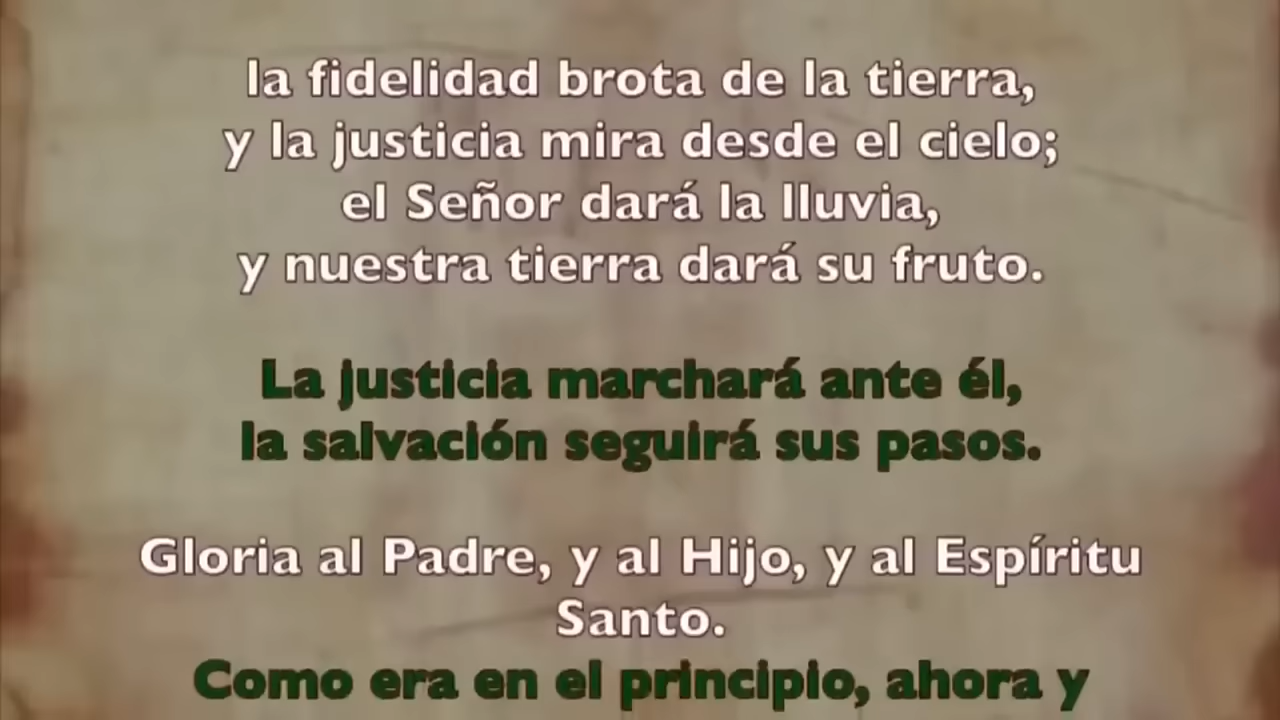 la fidelidad brota de la tierra,
y la justicia mira desde el cielo;
el Señor dará la lluvia,
y nuestra tierra dará su fruto.
La justicia marchará ante él,
la salvación seguirá sus pasos.
Gloria al Padre, y al Hijo, y al Espíritu
Santo.
Como era en el principio, ahora y